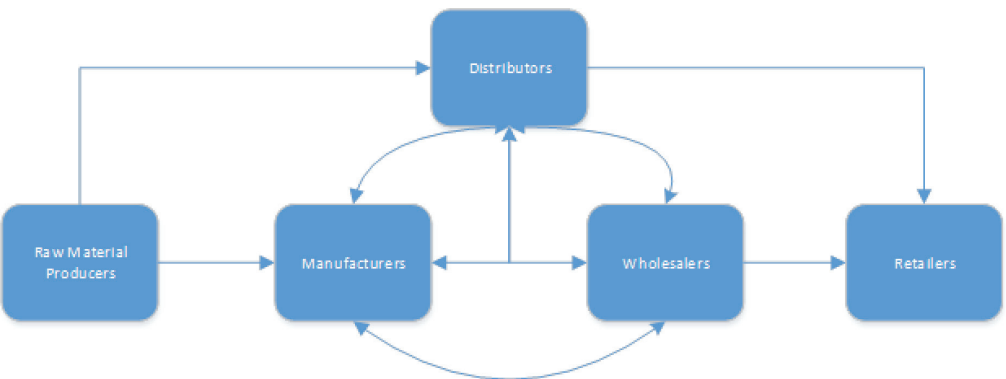 Distributors
Raw Material
Producers
Manufacturers
Wholesalers
Retailers